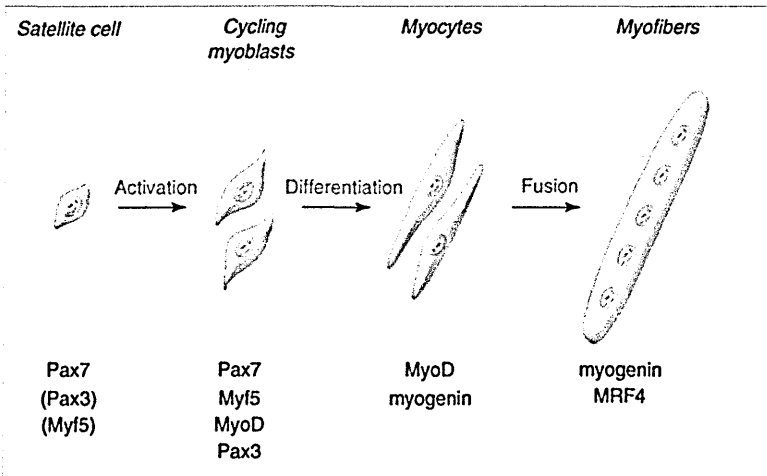 Satellite cell
Cycling
myoblasts
Myocytes
Myofibers
Activation
Differentiation
Fusion
Pax7
(Pax3)
(Myf5)
Pax7
Myf5
MyoD
Pax3
MyoD
myogenin
myogenin
MRF4